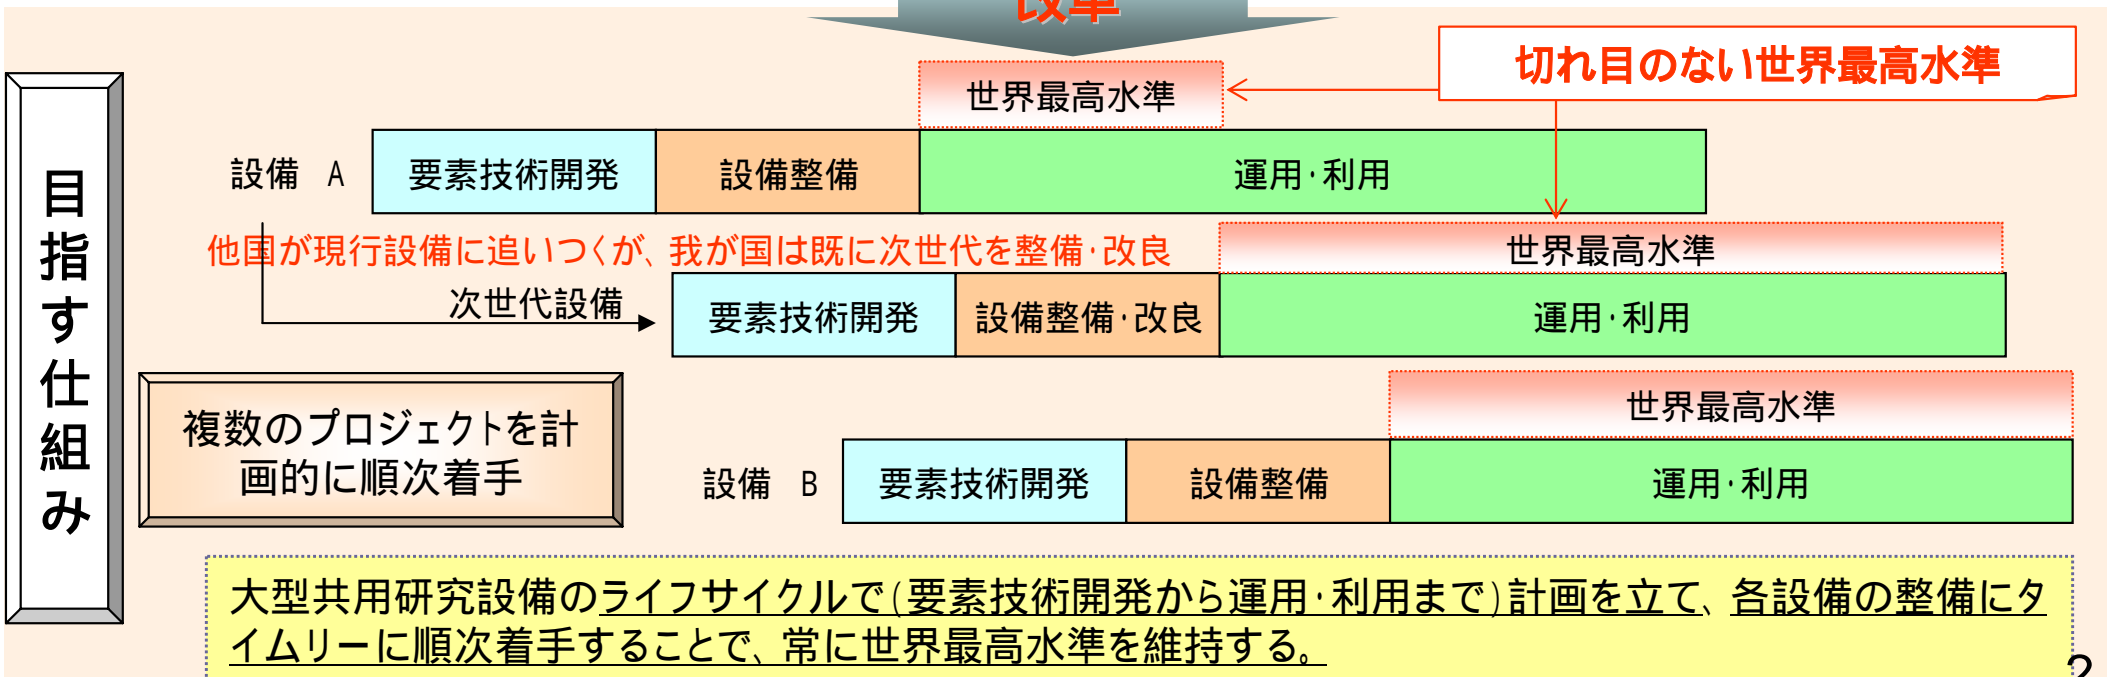 改革
切れ目のない世界最高水準
世界最高水準
目指す仕組み
設備 A
要素技術開発
設備整備
運用・利用
他国が現行設備に追いつくが、我が国は既に次世代を整備・改良
世界最高水準
次世代設備
要素技術開発
設備整備・改良
運用・利用
複数のプロジェクトを計
画的に順次着手
世界最高水準
設備 B
要素技術開発
設備整備
運用・利用
大型共用研究設備のライフサイクルで(要素技術開発から運用・利用まで)計画を立て、各設備の整備にタ
イムリーに順次着手することで、常に世界最高水準を維持する。
2